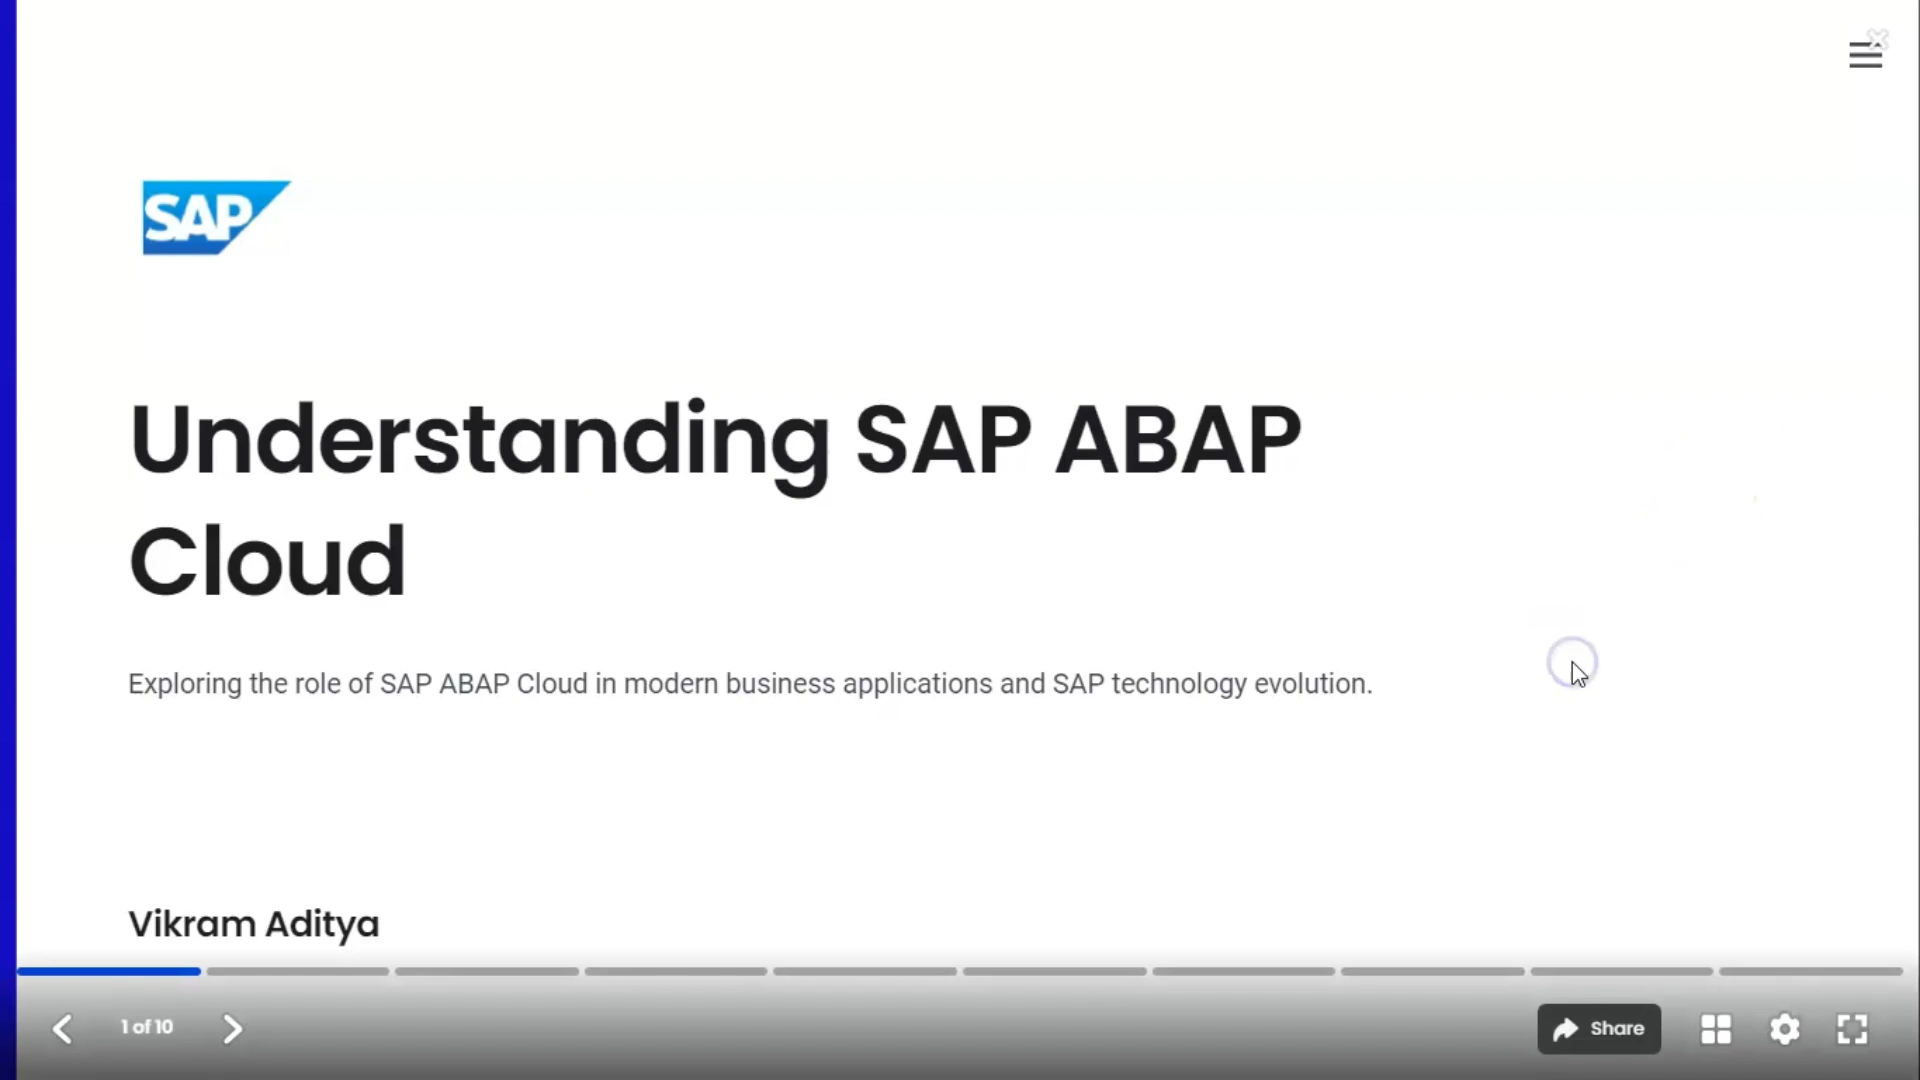 SAP
Understanding SAP ABAP
Cloud
Exploring the role of SAP ABAP Cloud in modern business applications and SAP technology evolution.
Vikram Aditya
1 of 10
Share